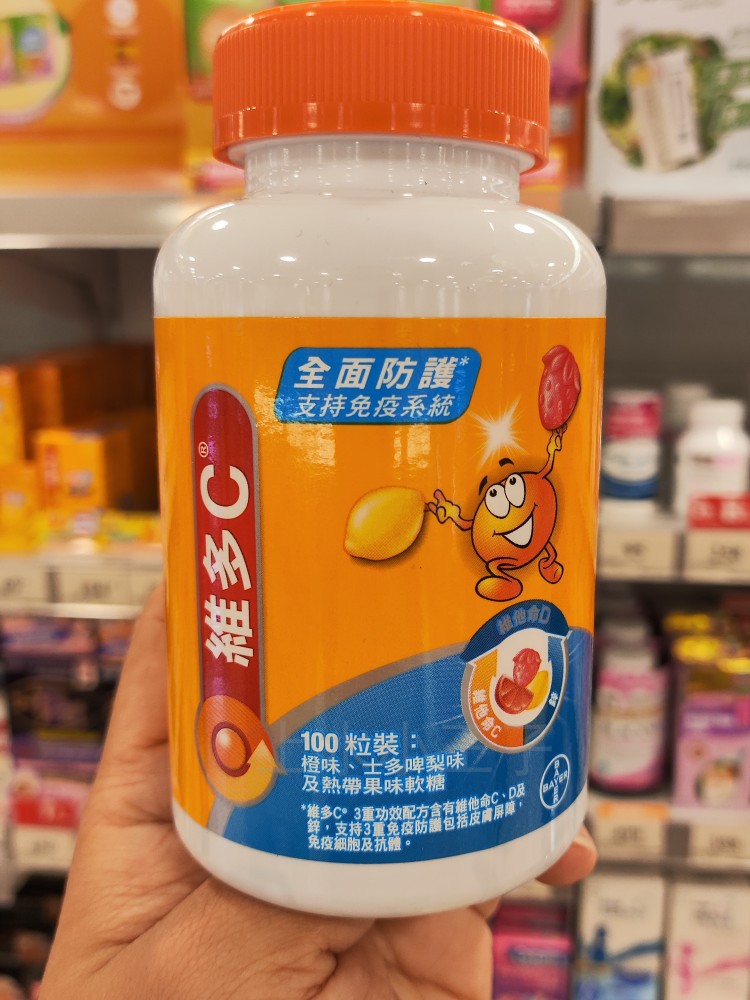 全面防護*
支持免疫系統
維多C®
維他命D
維他命C
鋅
100 粒裝：
橙味、士多啤梨味
及熱帶果味軟糖
*維多C® 3重功效配方含有維他命C、D及
鋅，支持3重免疫防護包括皮膚屏障，
免疫細胞及抗體。
BAYER